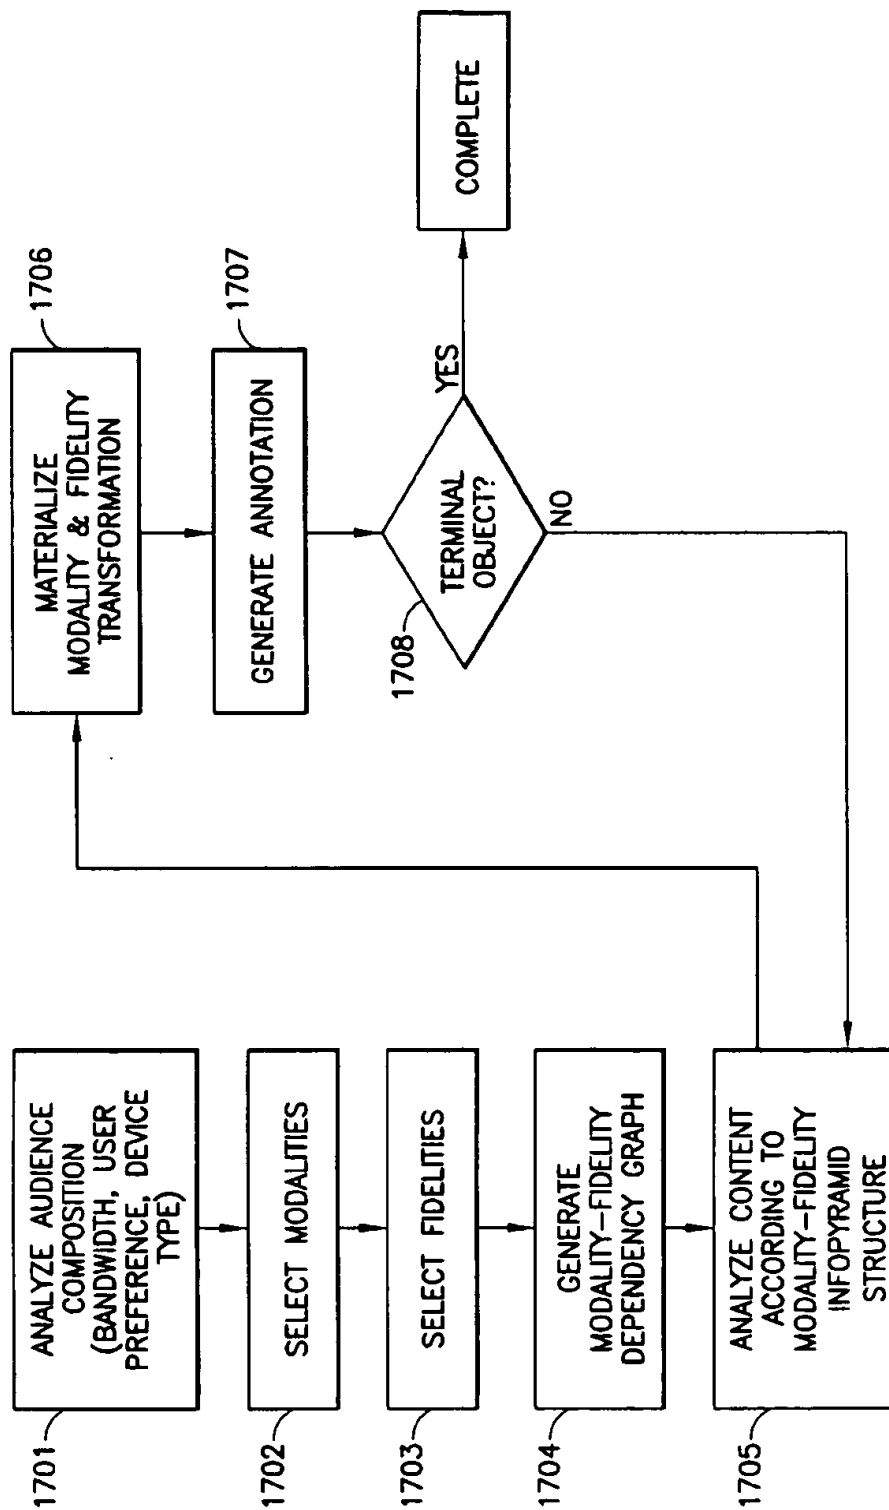 1701
ANALYZE AUDIENCE
COMPOSITION
(BANDWIDTH, USER
PREFERENCE, DEVICE
TYPE)
1702
SELECT MODALITIES
1703
SELECT FIDELITIES
1704
GENERATE
MODALITY-FIDELITY
DEPENDENCY GRAPH
1705
ANALYZE CONTENT
ACCORDING TO
MODALITY-FIDELITY
INFOPYRAMID
STRUCTURE
1706
MATERIALIZE
MODALITY & FIDELITY
TRANSFORMATION
1707
GENERATE ANNOTATION
1708
TERMINAL
OBJECT?
YES
NO
COMPLETE